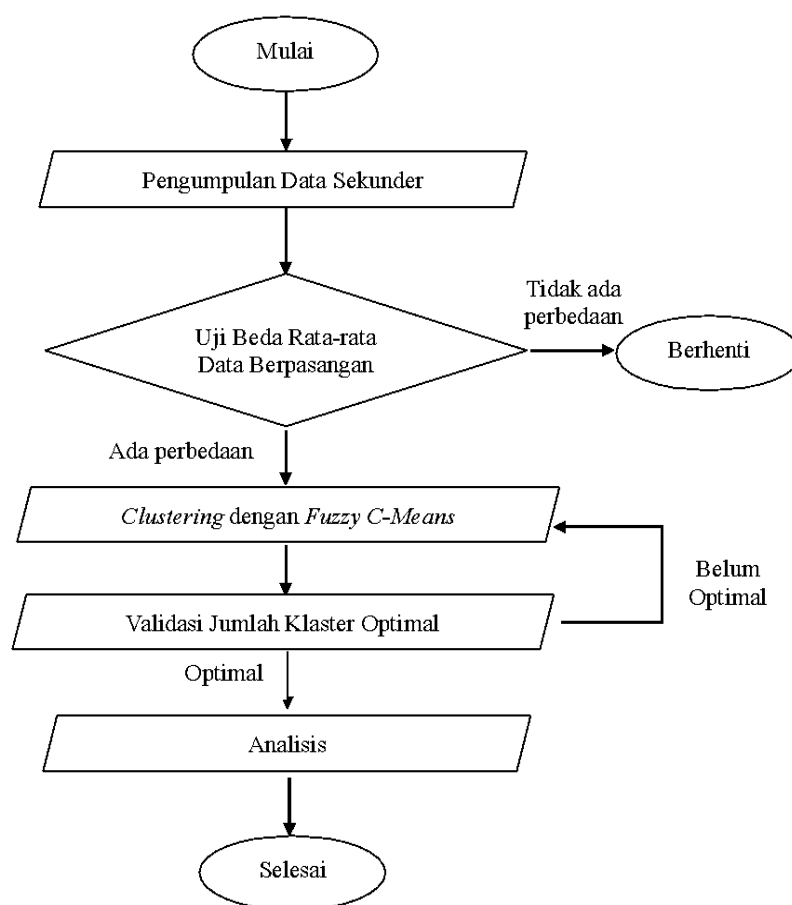 Mulai
Pengumpulan Data Sekunder
Uji Beda Rata-rata
Data Berpasangan
Tidak ada
perbedaan
Berhenti
Ada perbedaan
Clustering dengan Fuzzy C-Means
Belum
Optimal
Validasi Jumlah Klaster Optimal
Optimal
Analisis
Selesai